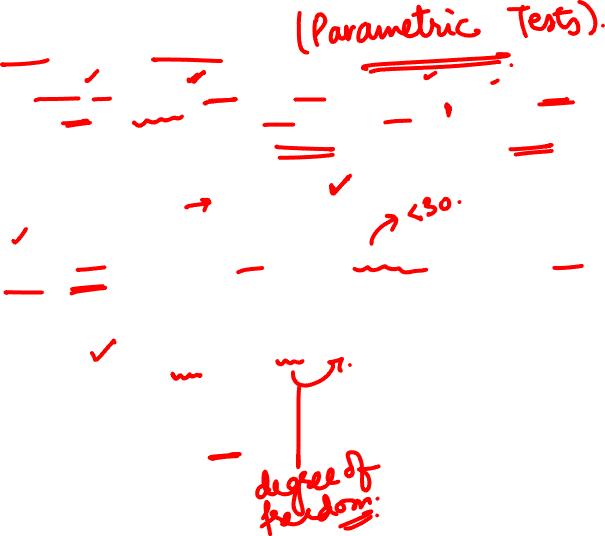 (Parametric Tests).
<30.
degree of
freedom.